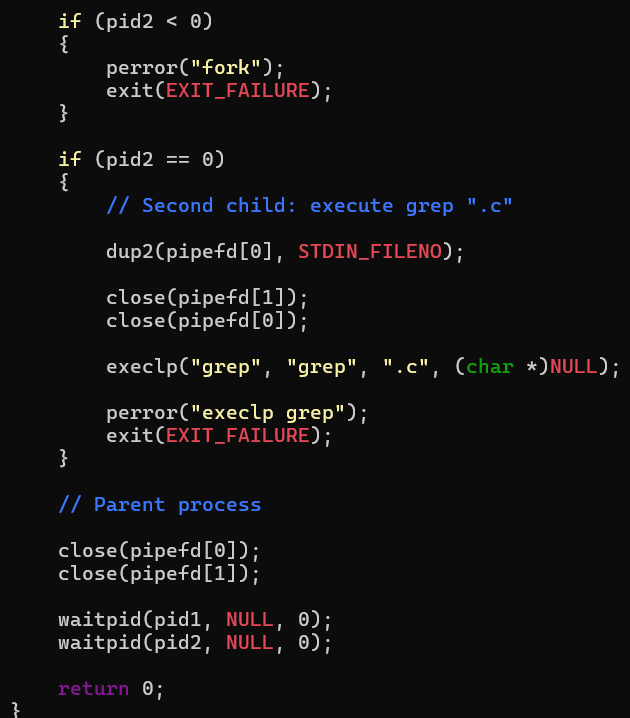 if (pid2 < 0)
{
perror("fork");
exit(EXIT_FAILURE);
}
if (pid2 == 0)
{
// Second child: execute grep ".c"
dup2(pipefd[0], STDIN_FILENO);
close(pipefd[1]);
close(pipefd[0]);
execlp("grep", "grep", ".c", (char *)NULL);
perror("execlp grep");
exit(EXIT_FAILURE);
}
// Parent process
close(pipefd[0]);
close(pipefd[1]);
waitpid(pid1, NULL, 0);
waitpid(pid2, NULL, 0);
return 0;
}